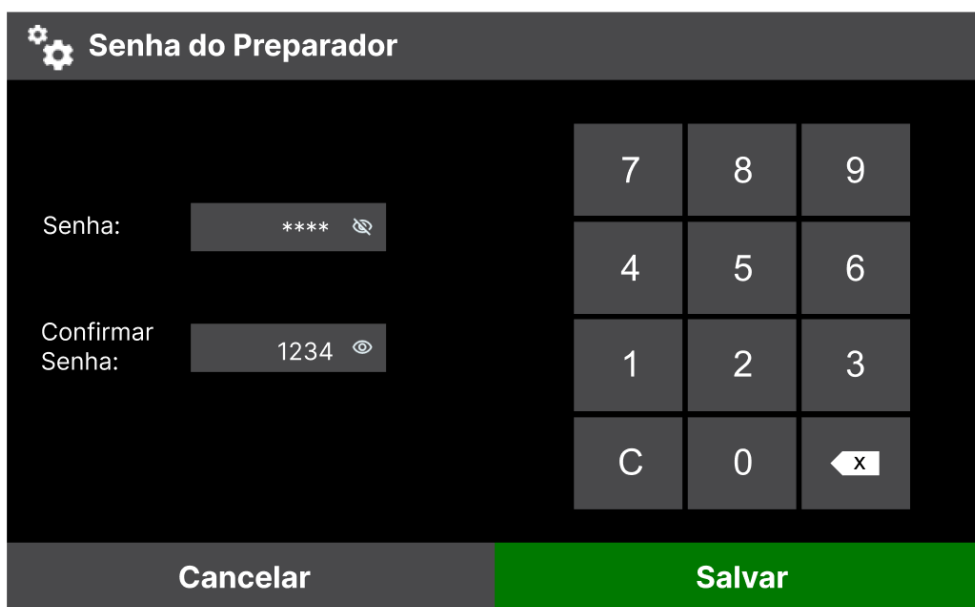 Senha do Preparador
Senha:
****
Confirmar
Senha:
1234
7 8 9
4 5 6
1 2 3
C 0 X
Cancelar
Salvar